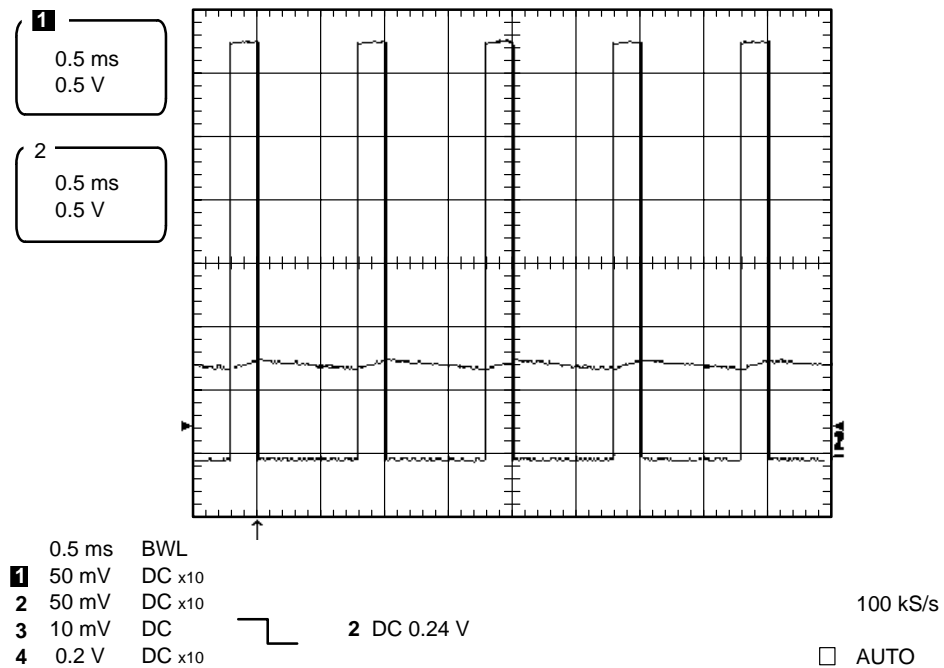 1
0.5 ms
0.5 V
2
0.5 ms
0.5 V
2
↑
0.5 ms BWL
1 50 mV DC x10
2 50 mV DC x10
3 10 mV DC
4 0.2 V DC x10
2 DC 0.24 V
100 kS/s
AUTO